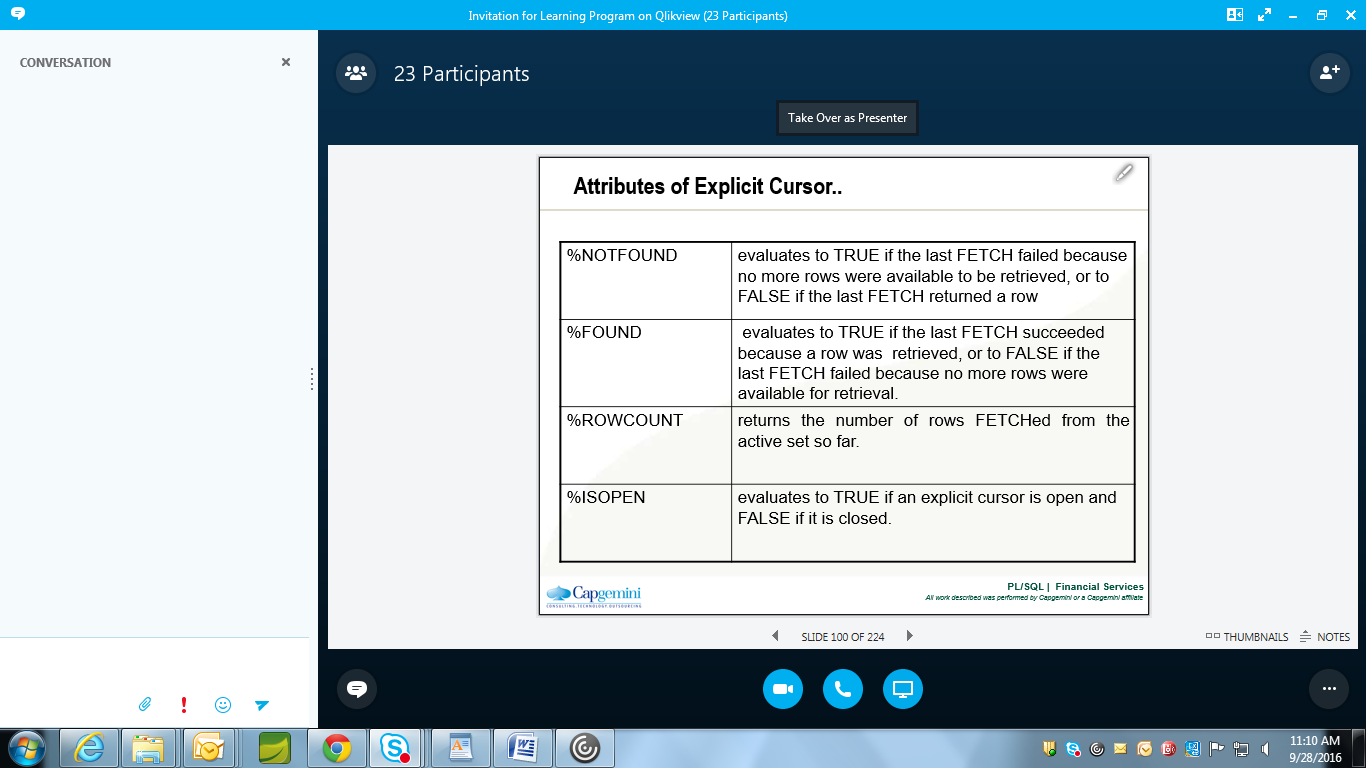 Invitation for Learning Program on Qlikview (23 Participants)
CONVERSATION
23 Participants
Take Over as Presenter
Attributes of Explicit Cursor..
%NOTFOUND
evaluates to TRUE if the last FETCH failed because
no more rows were available to be retrieved, or to
FALSE if the last FETCH returned a row
%FOUND
evaluates to TRUE if the last FETCH succeeded
because a row was retrieved, or to FALSE if the
last FETCH failed because no more rows were
available for retrieval.
%ROWCOUNT
returns the number of rows FETCHed from the
active set so far.
%ISOPEN
evaluates to TRUE if an explicit cursor is open and
FALSE if it is closed.
Capgemini
CONSULTING.TECHNOLOGY.OUTSOURCING
PL/SQL | Financial Services
All work described was performed by Capgemini or a Capgemini affiliate
SLIDE 100 OF 224
THUMBNAILS
NOTES
11:10 AM
9/28/2016